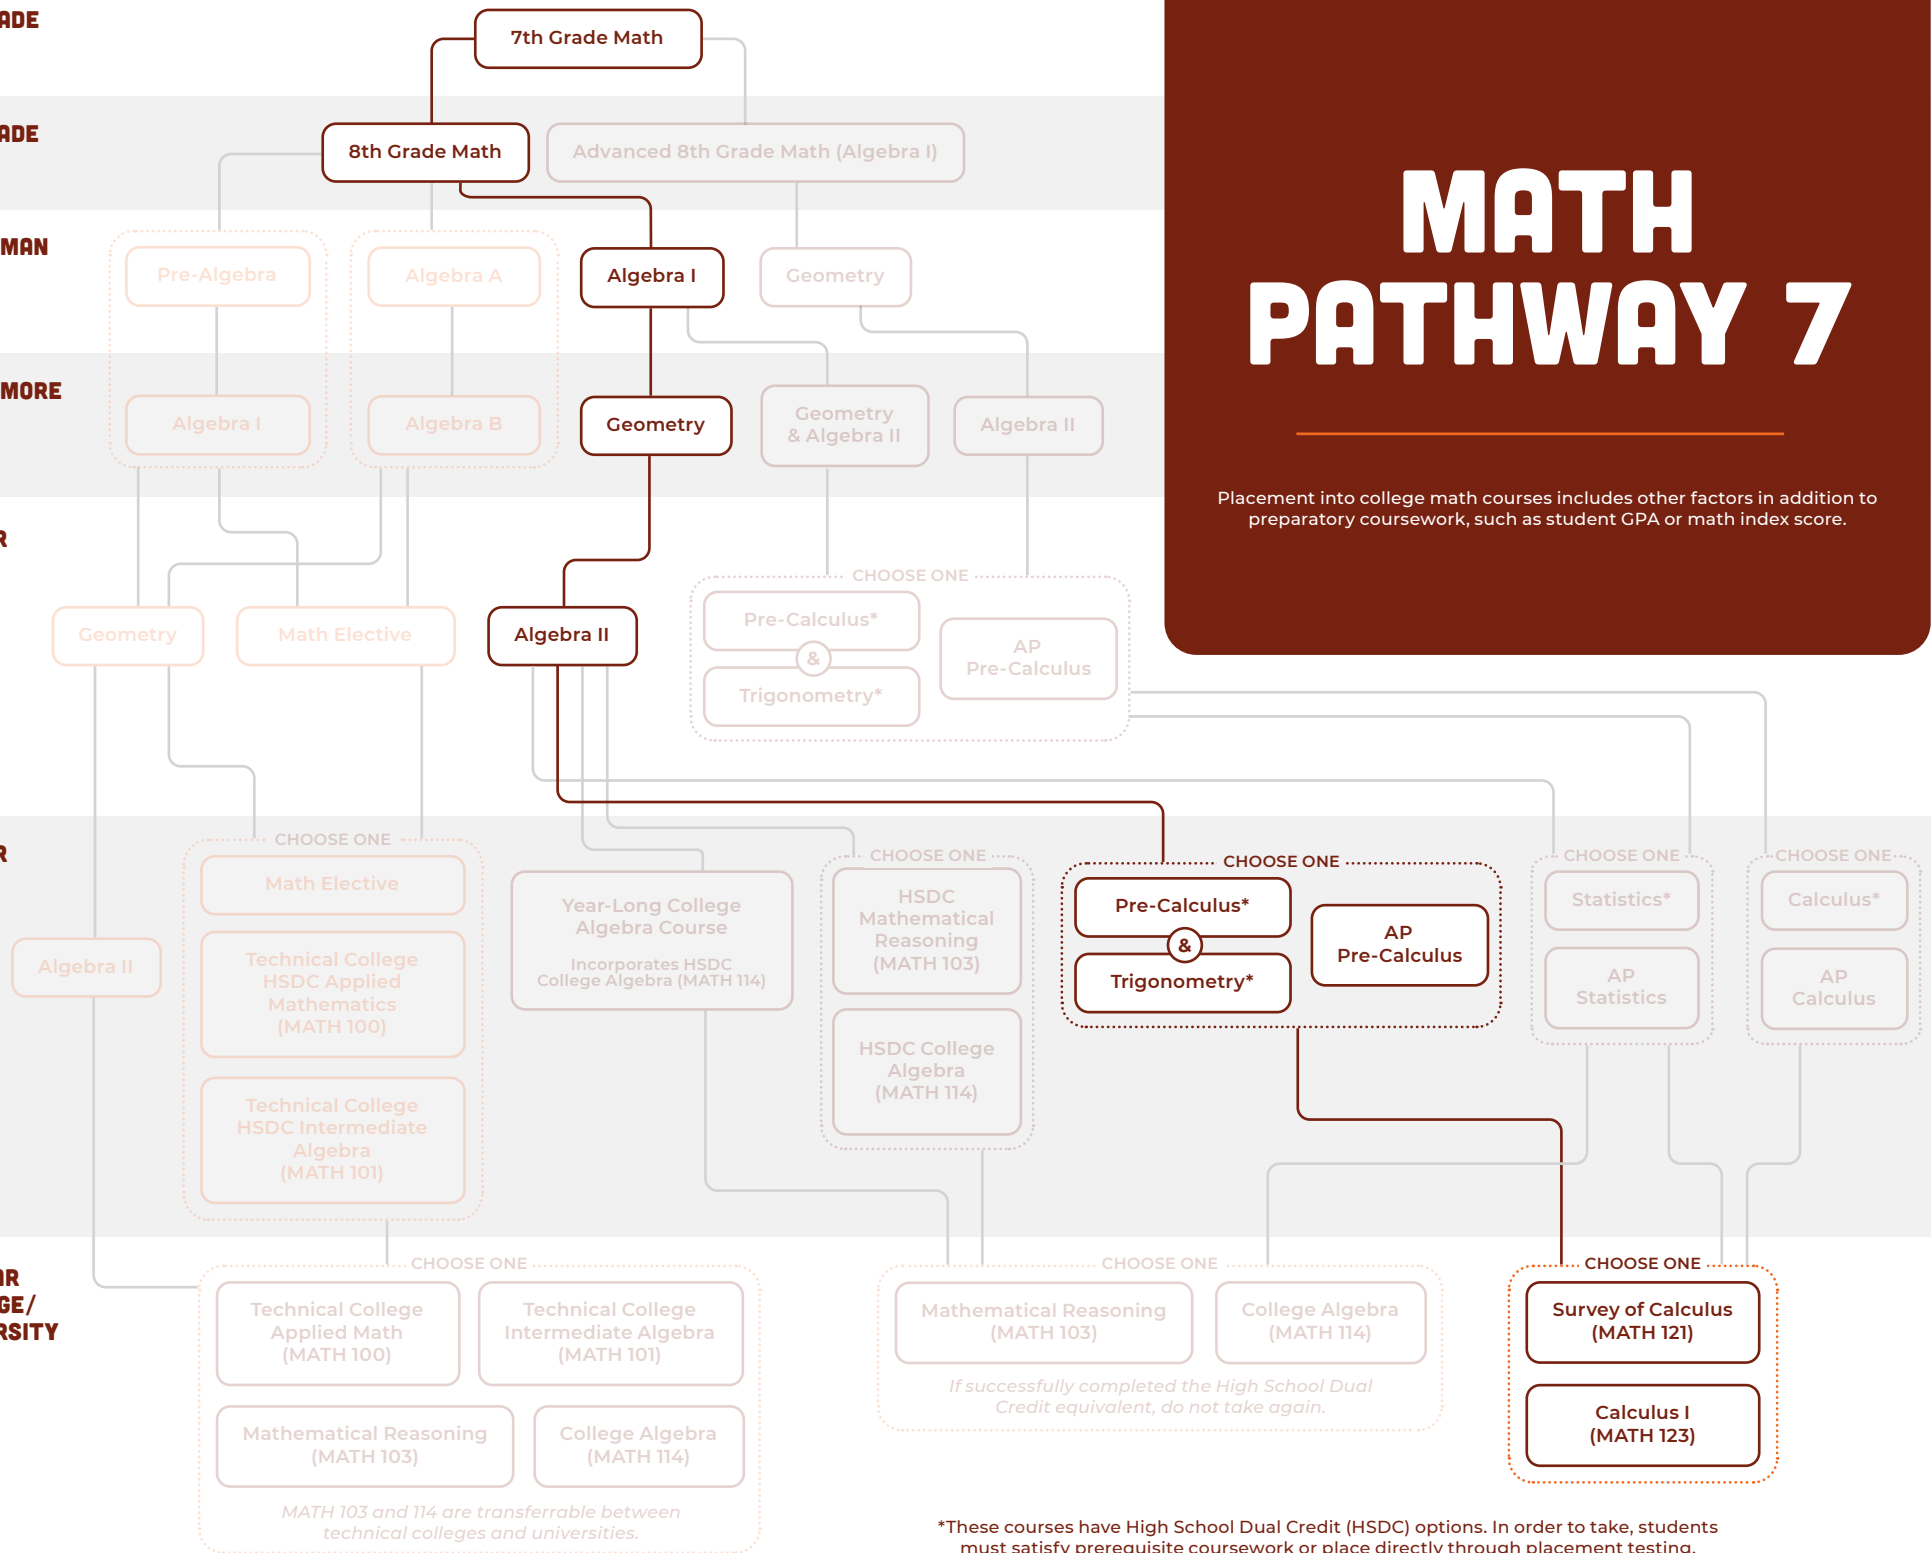 ADE
7th Grade Math
MATH
PATHWAY 7
Placement into college math courses includes other factors in addition to
preparatory coursework, such as student GPA or math index score.
ADE
8th Grade Math
Advanced 8th Grade Math (Algebra I)
MAN
Pre-Algebra
Algebra A
Algebra I
Geometry
MORE
Algebra I
Algebra B
Geometry
Geometry
& Algebra II
Algebra II
R
Geometry
Math Elective
Algebra II
CHOOSE ONE
Pre-Calculus*
&
Trigonometry*
AP
Pre-Calculus
R
Algebra II
CHOOSE ONE
Math Elective
Technical College
HSDC Applied
Mathematics
(MATH 100)
Technical College
HSDC Intermediate
Algebra
(MATH 101)
Year-Long College
Algebra Course
Incorporates HSDC
College Algebra (MATH 114)
CHOOSE ONE
HSDC
Mathematical
Reasoning
(MATH 103)
HSDC College
Algebra
(MATH 114)
CHOOSE ONE
Pre-Calculus*
&
Trigonometry*
AP
Pre-Calculus
CHOOSE ONE
Statistics*
AP
Statistics
CHOOSE ONE
Calculus*
AP
Calculus
AR
GE/
RSITY
CHOOSE ONE
Technical College
Applied Math
(MATH 100)
Technical College
Intermediate Algebra
(MATH 101)
Mathematical Reasoning
(MATH 103)
College Algebra
(MATH 114)
MATH 103 and 114 are transferrable between
technical colleges and universities.
CHOOSE ONE
Mathematical Reasoning
(MATH 103)
College Algebra
(MATH 114)
If successfully completed the High School Dual
Credit equivalent, do not take again.
CHOOSE ONE
Survey of Calculus
(MATH 121)
Calculus I
(MATH 123)
*These courses have High School Dual Credit (HSDC) options. In order to take, students
must satisfy prerequisite coursework or place directly through placement testing.